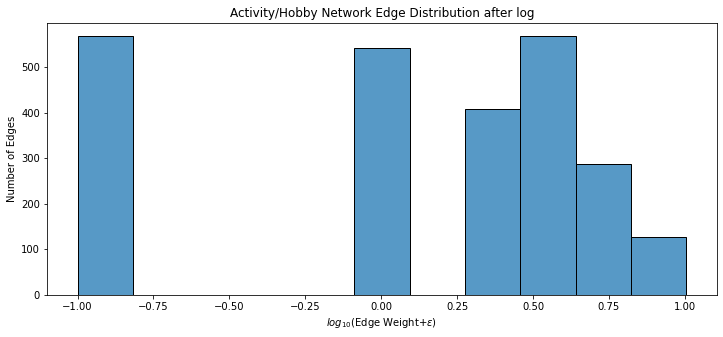 Activity/Hobby Network Edge Distribution after log
Number of Edges
500
400
300
200
100
0
−1.00 −0.75 −0.50 −0.25 0.00 0.25 0.50 0.75 1.00
log₁₀(Edge Weight+ε)